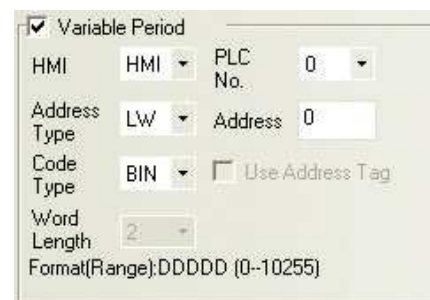 Variable Period
HMI HMI PLC No. 0
Address Type LW Address 0
Code Type BIN Use Address Tag
Word Length 2
Format(Range):DDDDD (0--10255)